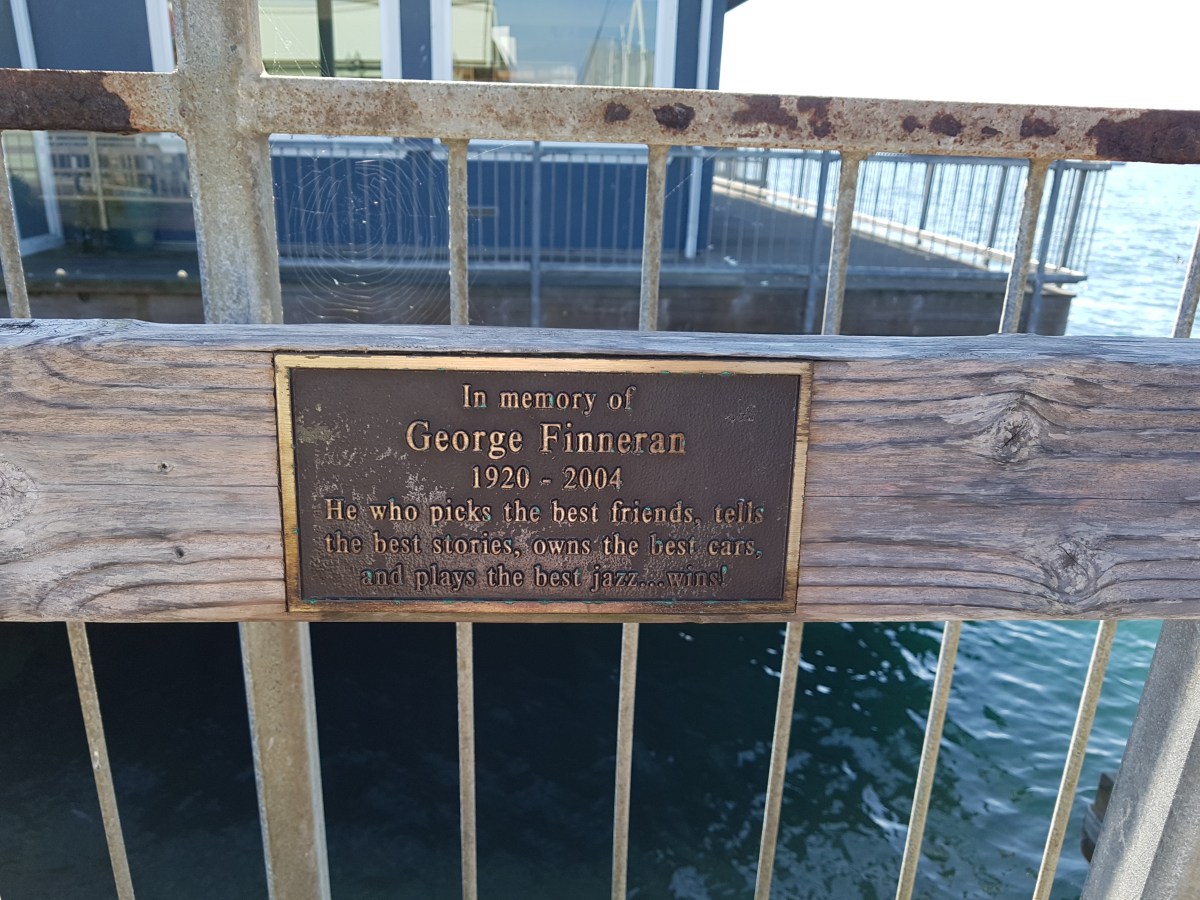 In memory of
George Finneran
1920 - 2004
He who picks the best friends, tells
the best stories, owns the best cars,
and plays the best jazz...wins!